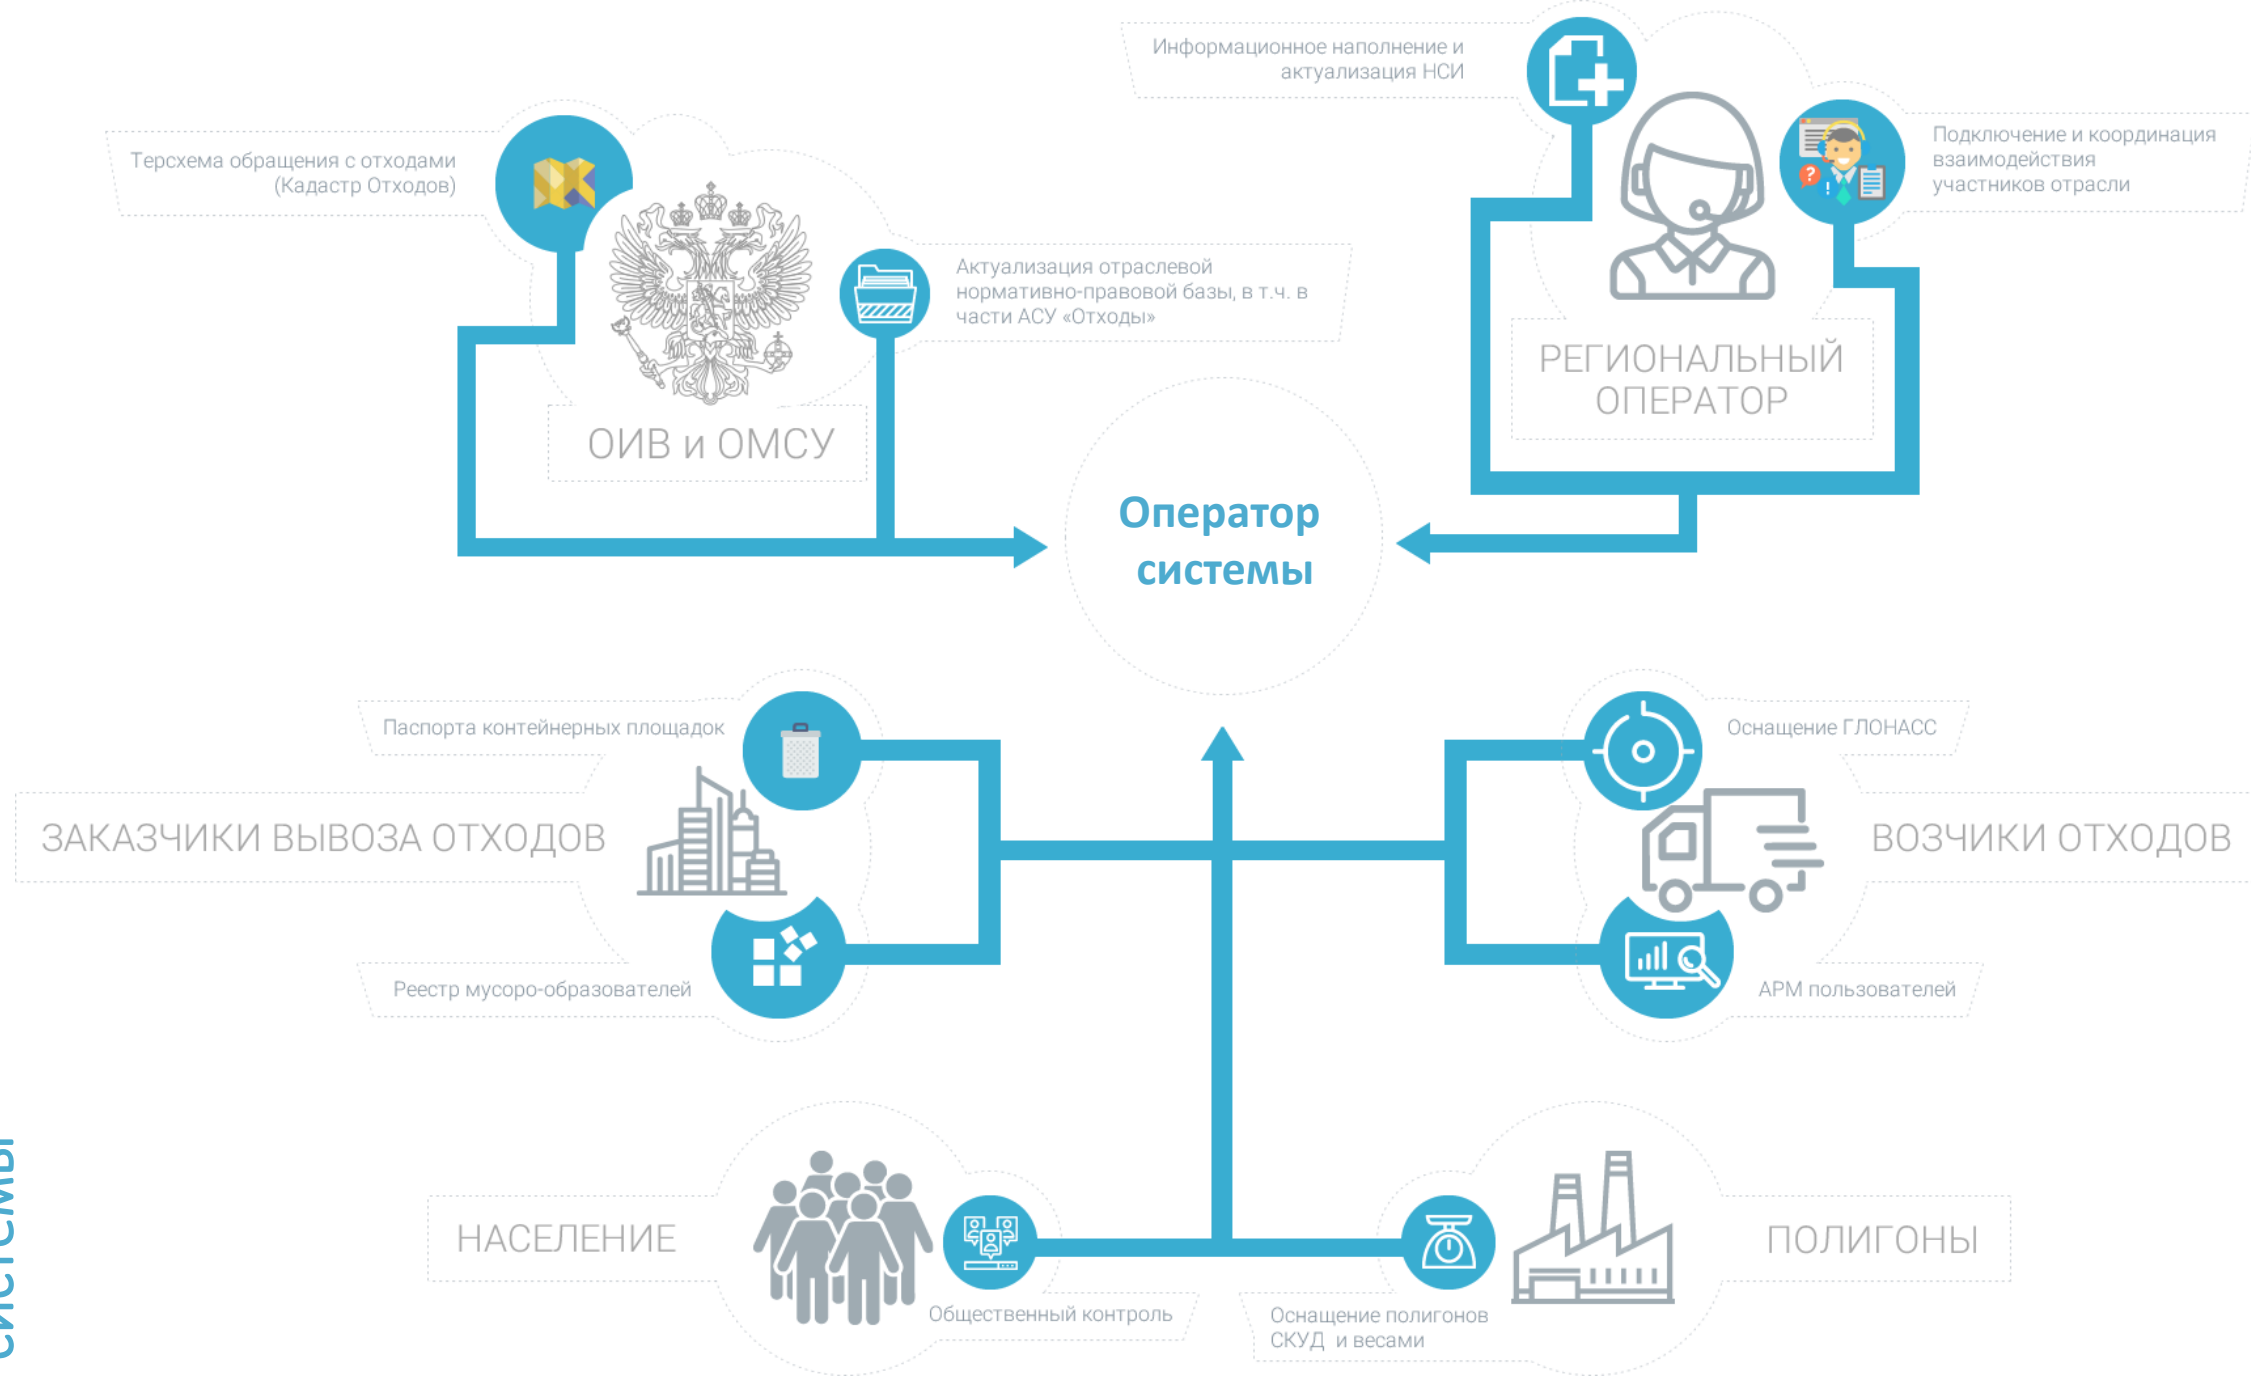 Информационное наполнение и
актуализация НСИ
Терсхема обращения с отходами
(Кадастр Отходов)
Подключение и координация
взаимодействия
участников отрасли
Актуализация отраслевой
нормативно-правовой базы, в т.ч. в
части АСУ «Отходы»
РЕГИОНАЛЬНЫЙ
ОПЕРАТОР
ОИВ и ОМСУ
Оператор
системы
Паспорта контейнерных площадок
Оснащение ГЛОНАСС
ЗАКАЗЧИКИ ВЫВОЗА ОТХОДОВ
ВОЗЧИКИ ОТХОДОВ
Реестр мусоро-образователей
АРМ пользователей
НАСЕЛЕНИЕ
ПОЛИГОНЫ
Общественный контроль
Оснащение полигонов
СКУД и весами
системы